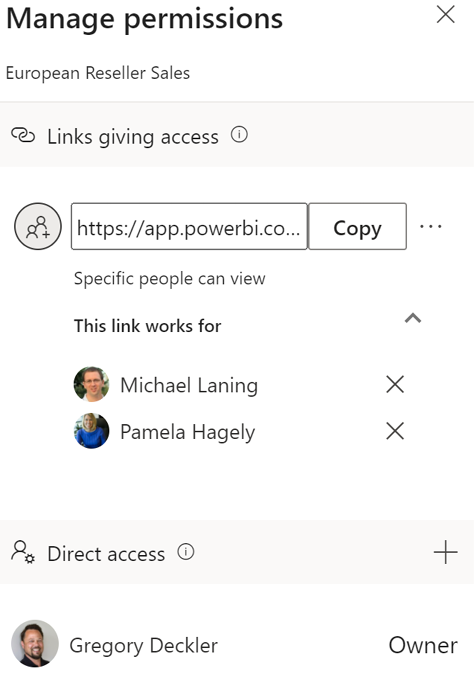 Manage permissions
European Reseller Sales
Links giving access
https://app.powerbi.co...
Copy
Specific people can view
This link works for
Michael Laning
Pamela Hagely
Direct access
Gregory Deckler
Owner